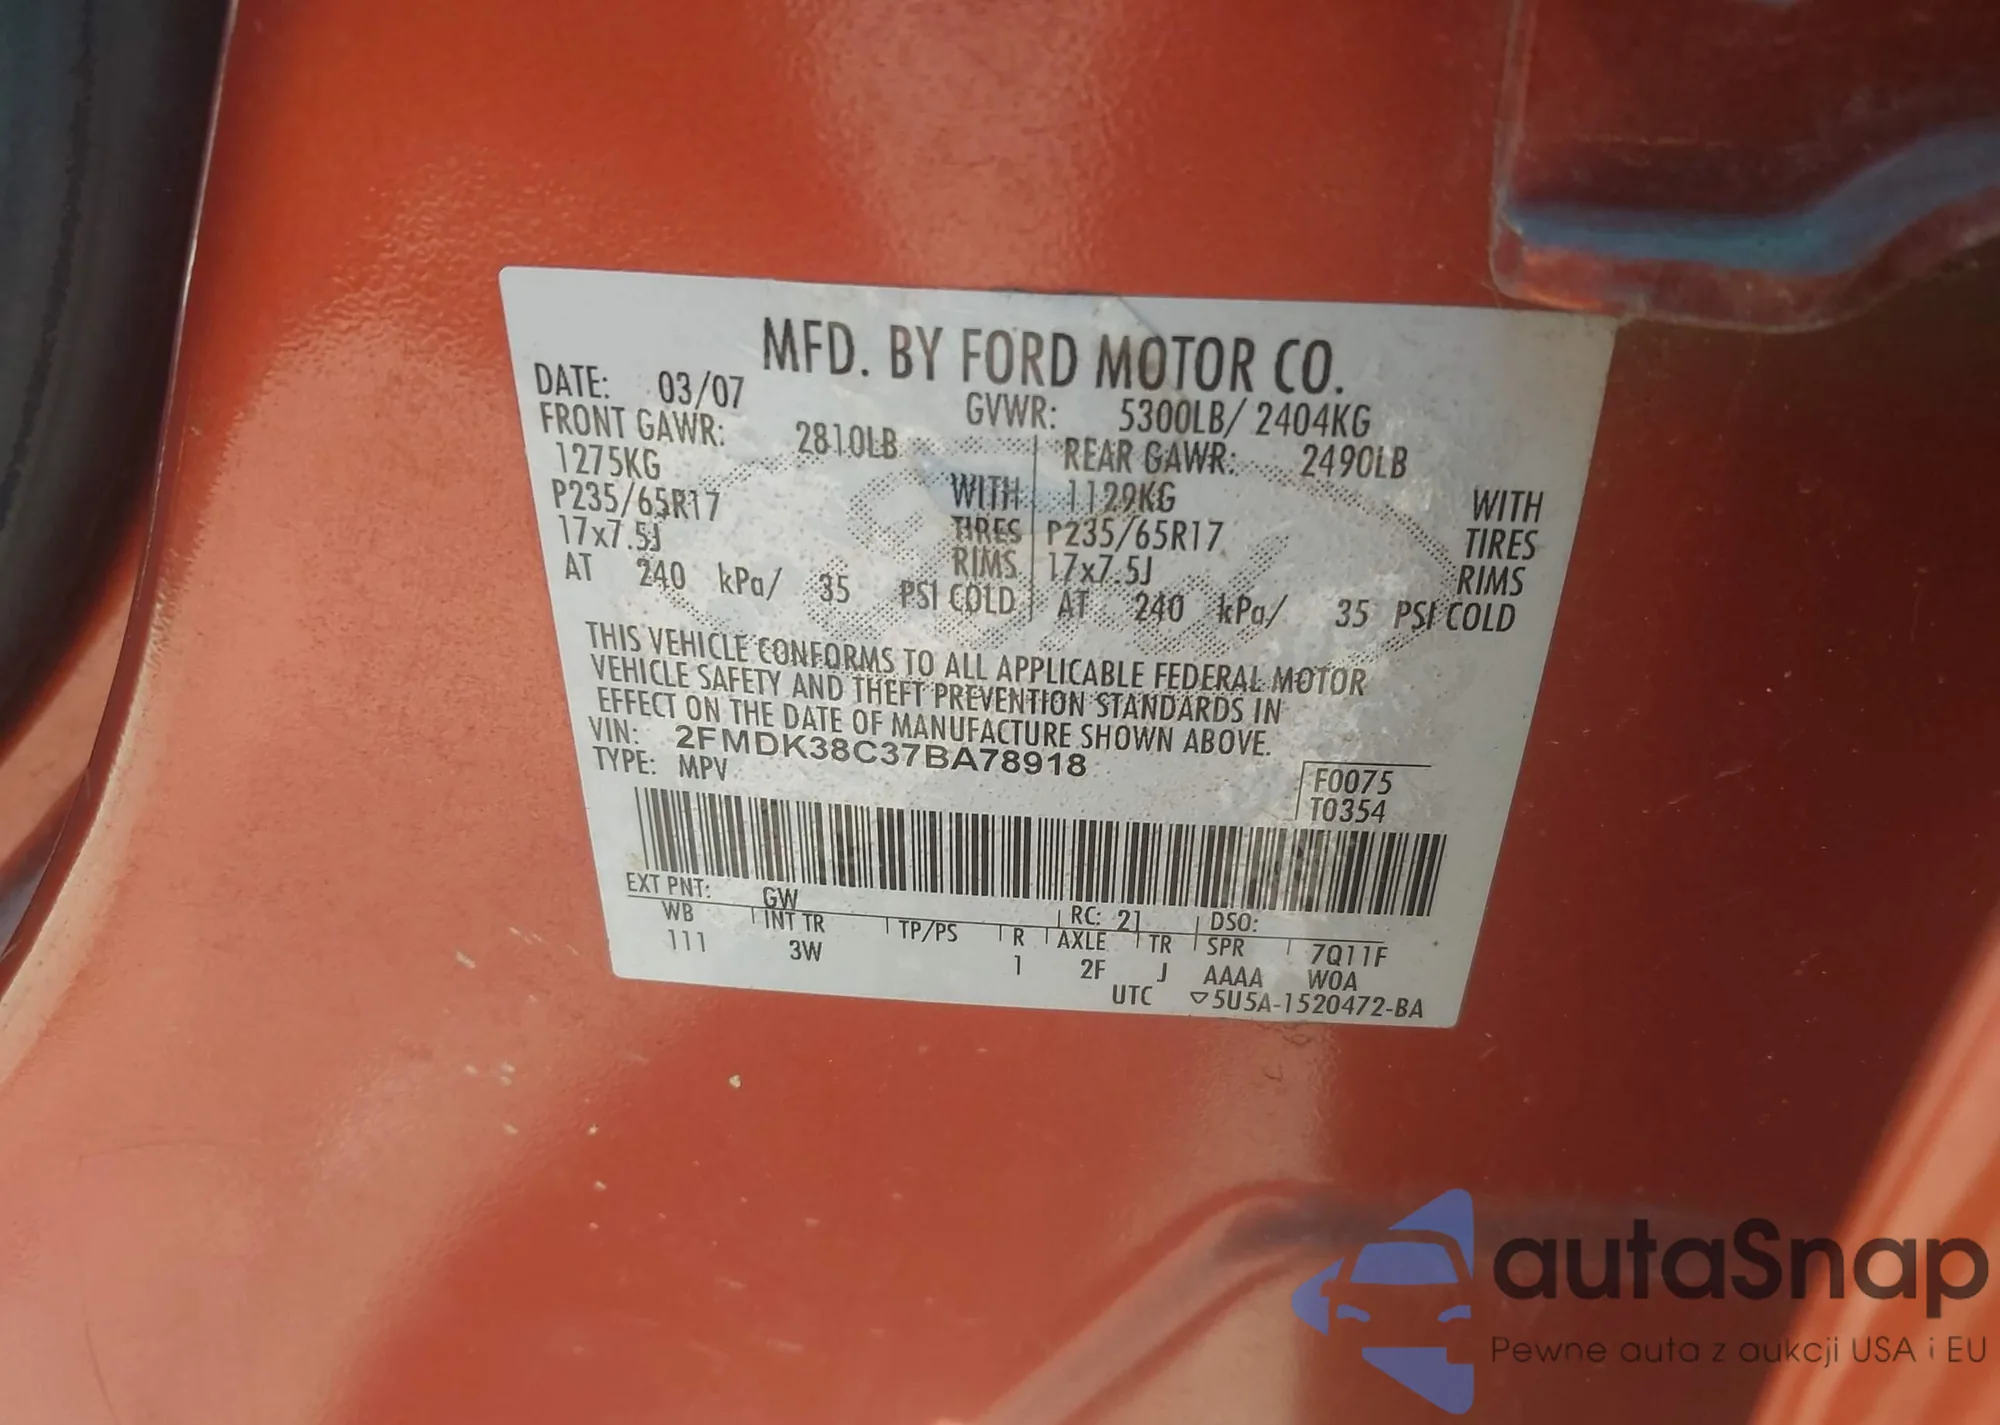 MFD. BY FORD MOTOR CO.
DATE: 03/07 GVWR: 5300LB/ 2404KG
FRONT GAWR: 2810LB REAR GAWR: 2490LB
1275KG WITH 1129KG WITH
P235/65R17 TIRES P235/65R17 TIRES
17x7.5J RIMS 17x7.5J RIMS
AT 240 kPa/ 35 PSI COLD AT 240 kPa/ 35 PSI COLD
THIS VEHICLE CONFORMS TO ALL APPLICABLE FEDERAL MOTOR
VEHICLE SAFETY AND THEFT PREVENTION STANDARDS IN
EFFECT ON THE DATE OF MANUFACTURE SHOWN ABOVE.
VIN: 2FMDK38C37BA78918
TYPE: MPV
F0075
T0354
EXT PNT: GW RC: 21 DSO:
WB INT TR TP/PS R AXLE TR SPR 7Q11F
111 3W 1 2F J AAAA W0A
UTC ▽5U5A-1520472-BA
autaSnap
Pewne auta z aukcji USA i EU